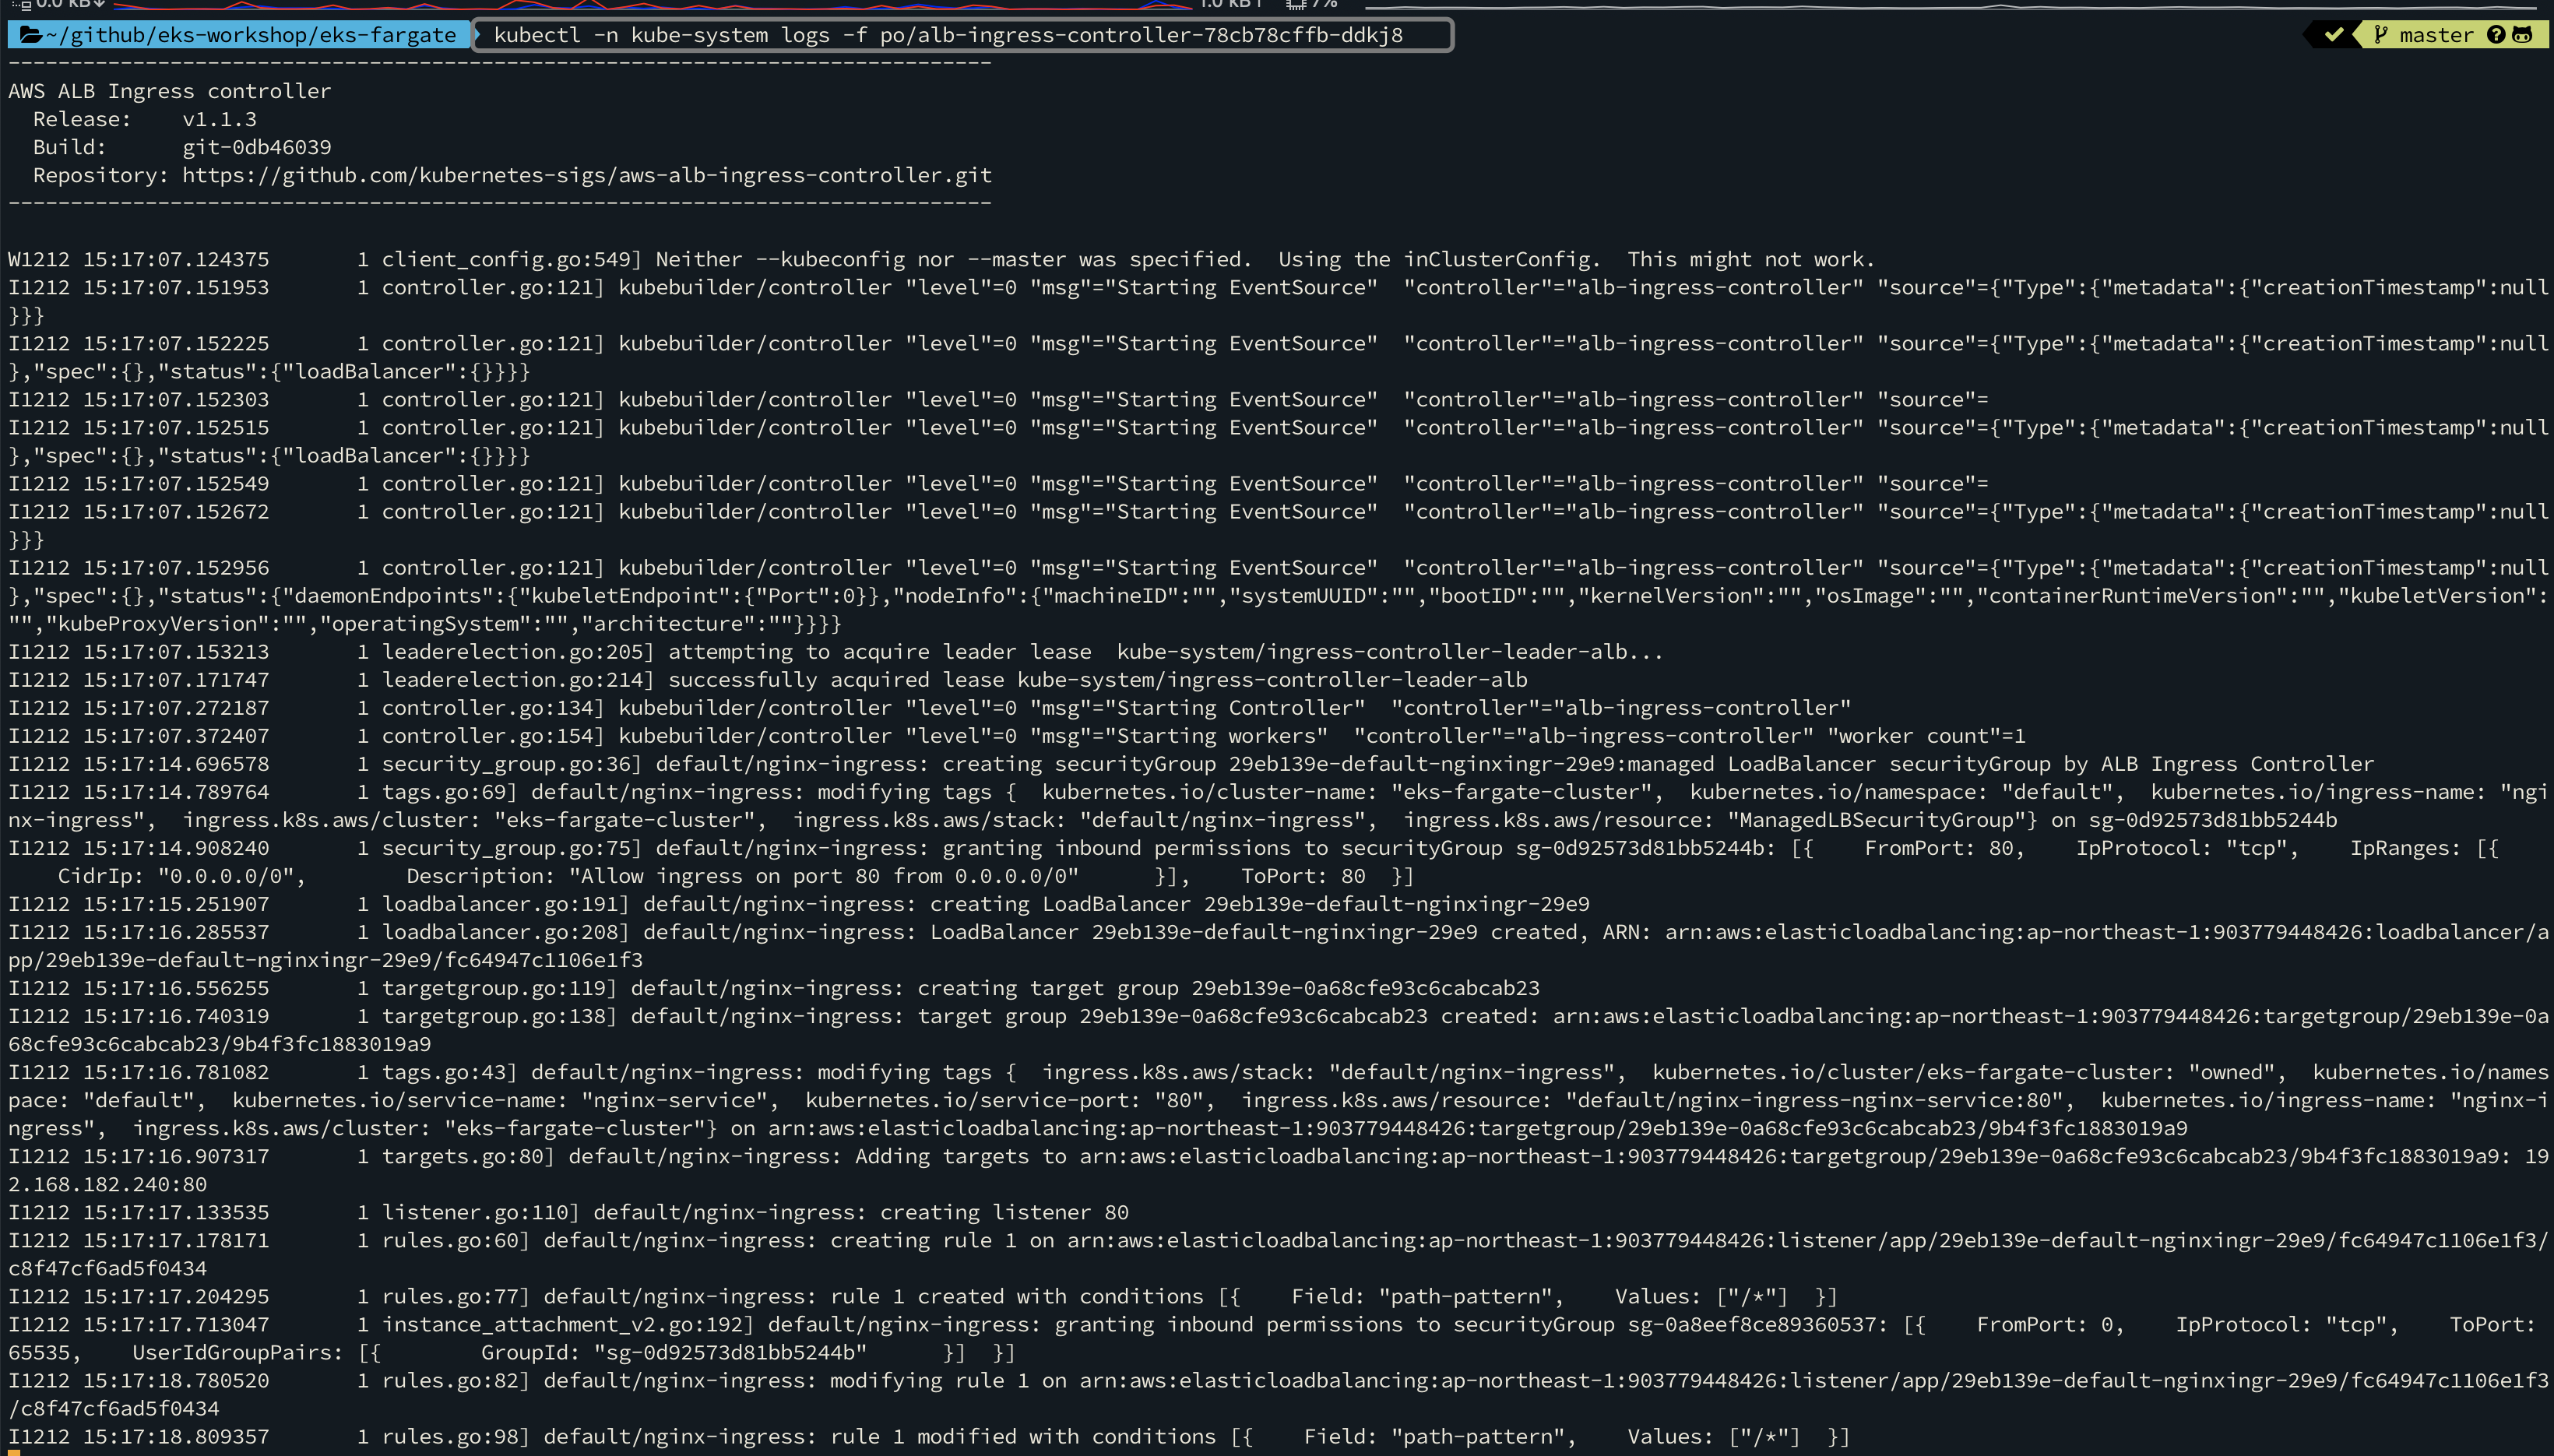 0.0 kB↓ 1.0 kB↑ 7%
~/github/eks-workshop/eks-fargate kubectl -n kube-system logs -f po/alb-ingress-controller-78cb78cffb-ddkj8 master
-------------------------------------------------------------------------------
AWS ALB Ingress controller
  Release:    v1.1.3
  Build:      git-0db46039
  Repository: https://github.com/kubernetes-sigs/aws-alb-ingress-controller.git
-------------------------------------------------------------------------------
W1212 15:17:07.124375       1 client_config.go:549] Neither --kubeconfig nor --master was specified.  Using the inClusterConfig.  This might not work.
I1212 15:17:07.151953       1 controller.go:121] kubebuilder/controller "level"=0 "msg"="Starting EventSource"  "controller"="alb-ingress-controller" "source"={"Type":{"metadata":{"creationTimestamp":null
}}}
I1212 15:17:07.152225       1 controller.go:121] kubebuilder/controller "level"=0 "msg"="Starting EventSource"  "controller"="alb-ingress-controller" "source"={"Type":{"metadata":{"creationTimestamp":null
},"spec":{},"status":{"loadBalancer":{}}}}
I1212 15:17:07.152303       1 controller.go:121] kubebuilder/controller "level"=0 "msg"="Starting EventSource"  "controller"="alb-ingress-controller" "source"=
I1212 15:17:07.152515       1 controller.go:121] kubebuilder/controller "level"=0 "msg"="Starting EventSource"  "controller"="alb-ingress-controller" "source"={"Type":{"metadata":{"creationTimestamp":null
},"spec":{},"status":{"loadBalancer":{}}}}
I1212 15:17:07.152549       1 controller.go:121] kubebuilder/controller "level"=0 "msg"="Starting EventSource"  "controller"="alb-ingress-controller" "source"=
I1212 15:17:07.152672       1 controller.go:121] kubebuilder/controller "level"=0 "msg"="Starting EventSource"  "controller"="alb-ingress-controller" "source"={"Type":{"metadata":{"creationTimestamp":null
}}}
I1212 15:17:07.152956       1 controller.go:121] kubebuilder/controller "level"=0 "msg"="Starting EventSource"  "controller"="alb-ingress-controller" "source"={"Type":{"metadata":{"creationTimestamp":null
},"spec":{},"status":{"daemonEndpoints":{"kubeletEndpoint":{"Port":0}},"nodeInfo":{"machineID":"","systemUUID":"","bootID":"","kernelVersion":"","osImage":"","containerRuntimeVersion":"","kubeletVersion":
"","kubeProxyVersion":"","operatingSystem":"","architecture":""}}}}
I1212 15:17:07.153213       1 leaderelection.go:205] attempting to acquire leader lease  kube-system/ingress-controller-leader-alb...
I1212 15:17:07.171747       1 leaderelection.go:214] successfully acquired lease kube-system/ingress-controller-leader-alb
I1212 15:17:07.272187       1 controller.go:134] kubebuilder/controller "level"=0 "msg"="Starting Controller"  "controller"="alb-ingress-controller"
I1212 15:17:07.372407       1 controller.go:154] kubebuilder/controller "level"=0 "msg"="Starting workers"  "controller"="alb-ingress-controller" "worker count"=1
I1212 15:17:14.696578       1 security_group.go:36] default/nginx-ingress: creating securityGroup 29eb139e-default-nginxingr-29e9:managed LoadBalancer securityGroup by ALB Ingress Controller
I1212 15:17:14.789764       1 tags.go:69] default/nginx-ingress: modifying tags {  kubernetes.io/cluster-name: "eks-fargate-cluster",  kubernetes.io/namespace: "default",  kubernetes.io/ingress-name: "ngi
nx-ingress",  ingress.k8s.aws/cluster: "eks-fargate-cluster",  ingress.k8s.aws/stack: "default/nginx-ingress",  ingress.k8s.aws/resource: "ManagedLBSecurityGroup"} on sg-0d92573d81bb5244b
I1212 15:17:14.908240       1 security_group.go:75] default/nginx-ingress: granting inbound permissions to securityGroup sg-0d92573d81bb5244b: [{    FromPort: 80,    IpProtocol: "tcp",    IpRanges: [{
    CidrIp: "0.0.0.0/0",        Description: "Allow ingress on port 80 from 0.0.0.0/0"      }],    ToPort: 80  }]
I1212 15:17:15.251907       1 loadbalancer.go:191] default/nginx-ingress: creating LoadBalancer 29eb139e-default-nginxingr-29e9
I1212 15:17:16.285537       1 loadbalancer.go:208] default/nginx-ingress: LoadBalancer 29eb139e-default-nginxingr-29e9 created, ARN: arn:aws:elasticloadbalancing:ap-northeast-1:903779448426:loadbalancer/a
pp/29eb139e-default-nginxingr-29e9/fc64947c1106e1f3
I1212 15:17:16.556255       1 targetgroup.go:119] default/nginx-ingress: creating target group 29eb139e-0a68cfe93c6cabcab23
I1212 15:17:16.740319       1 targetgroup.go:138] default/nginx-ingress: target group 29eb139e-0a68cfe93c6cabcab23 created: arn:aws:elasticloadbalancing:ap-northeast-1:903779448426:targetgroup/29eb139e-0a
68cfe93c6cabcab23/9b4f3fc1883019a9
I1212 15:17:16.781082       1 tags.go:43] default/nginx-ingress: modifying tags {  ingress.k8s.aws/stack: "default/nginx-ingress",  kubernetes.io/cluster/eks-fargate-cluster: "owned",  kubernetes.io/names
pace: "default",  kubernetes.io/service-name: "nginx-service",  kubernetes.io/service-port: "80",  ingress.k8s.aws/resource: "default/nginx-ingress-nginx-service:80",  kubernetes.io/ingress-name: "nginx-i
ngress",  ingress.k8s.aws/cluster: "eks-fargate-cluster"} on arn:aws:elasticloadbalancing:ap-northeast-1:903779448426:targetgroup/29eb139e-0a68cfe93c6cabcab23/9b4f3fc1883019a9
I1212 15:17:16.907317       1 targets.go:80] default/nginx-ingress: Adding targets to arn:aws:elasticloadbalancing:ap-northeast-1:903779448426:targetgroup/29eb139e-0a68cfe93c6cabcab23/9b4f3fc1883019a9: 19
2.168.182.240:80
I1212 15:17:17.133535       1 listener.go:110] default/nginx-ingress: creating listener 80
I1212 15:17:17.178171       1 rules.go:60] default/nginx-ingress: creating rule 1 on arn:aws:elasticloadbalancing:ap-northeast-1:903779448426:listener/app/29eb139e-default-nginxingr-29e9/fc64947c1106e1f3/
c8f47cf6ad5f0434
I1212 15:17:17.204295       1 rules.go:77] default/nginx-ingress: rule 1 created with conditions [{    Field: "path-pattern",    Values: ["/*"]  }]
I1212 15:17:17.713047       1 instance_attachment_v2.go:192] default/nginx-ingress: granting inbound permissions to securityGroup sg-0a8eef8ce89360537: [{    FromPort: 0,    IpProtocol: "tcp",    ToPort:
65535,    UserIdGroupPairs: [{        GroupId: "sg-0d92573d81bb5244b"      }]  }]
I1212 15:17:18.780520       1 rules.go:82] default/nginx-ingress: modifying rule 1 on arn:aws:elasticloadbalancing:ap-northeast-1:903779448426:listener/app/29eb139e-default-nginxingr-29e9/fc64947c1106e1f3
/c8f47cf6ad5f0434
I1212 15:17:18.809357       1 rules.go:98] default/nginx-ingress: rule 1 modified with conditions [{    Field: "path-pattern",    Values: ["/*"]  }]